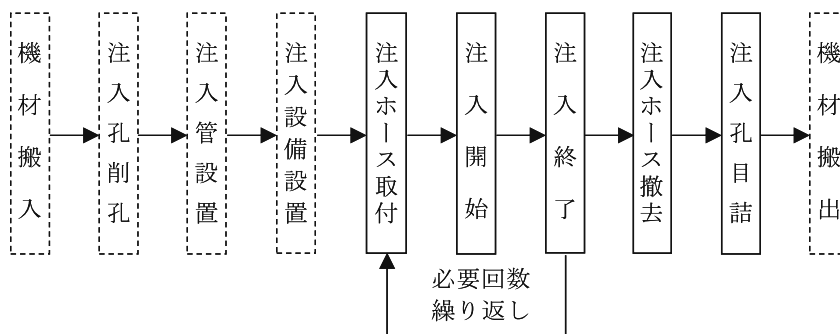 機材搬入
注入孔削孔
注入管設置
注入設備設置
注入ホース取付
注入開始
注入終了
注入ホース撤去
注入孔目詰
機材搬出
必要回数
繰り返し